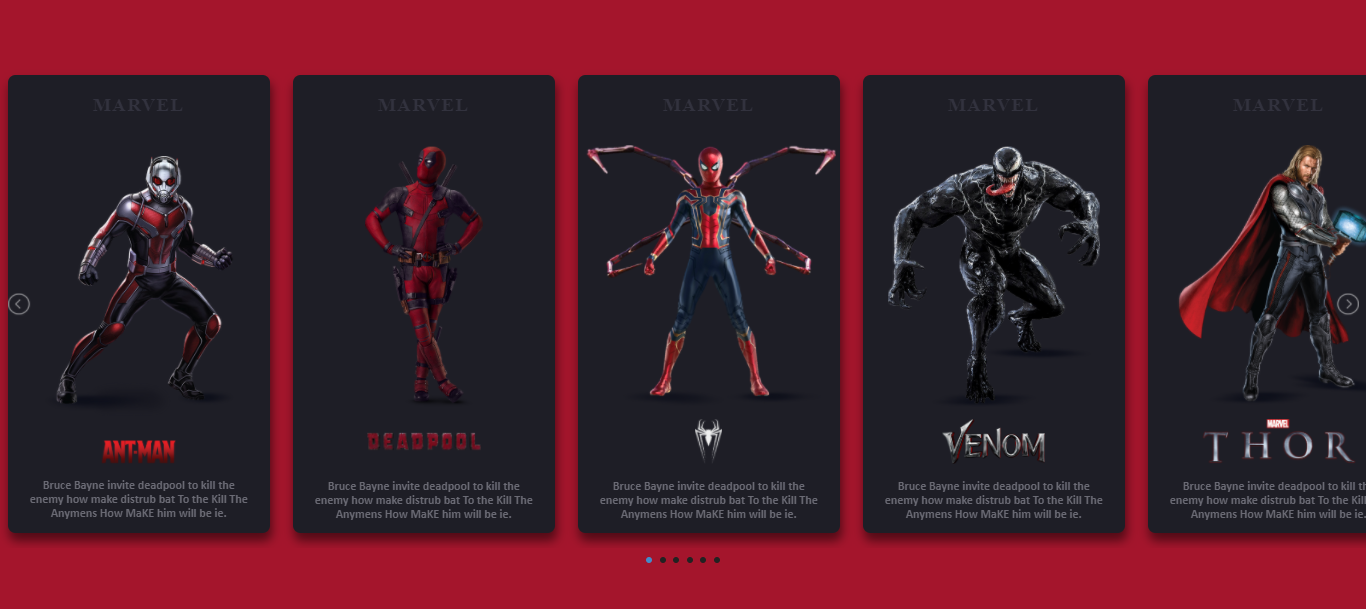 MARVEL
ANT-MAN
Bruce Bayne invite deadpool to kill the
enemy how make distrub bat To the Kill The
Anymens How MaKE him will be ie.
MARVEL
DEADPOOL
Bruce Bayne invite deadpool to kill the
enemy how make distrub bat To the Kill The
Anymens How MaKE him will be ie.
MARVEL
Bruce Bayne invite deadpool to kill the
enemy how make distrub bat To the Kill The
Anymens How MaKE him will be ie.
MARVEL
VENOM
Bruce Bayne invite deadpool to kill the
enemy how make distrub bat To the Kill The
Anymens How MaKE him will be ie.
MARVEL
MARVEL
THOR
Bruce Bayne invite deadpool to kill th
enemy how make distrub bat To the Kill
Anymens How MaKE him will be ie.